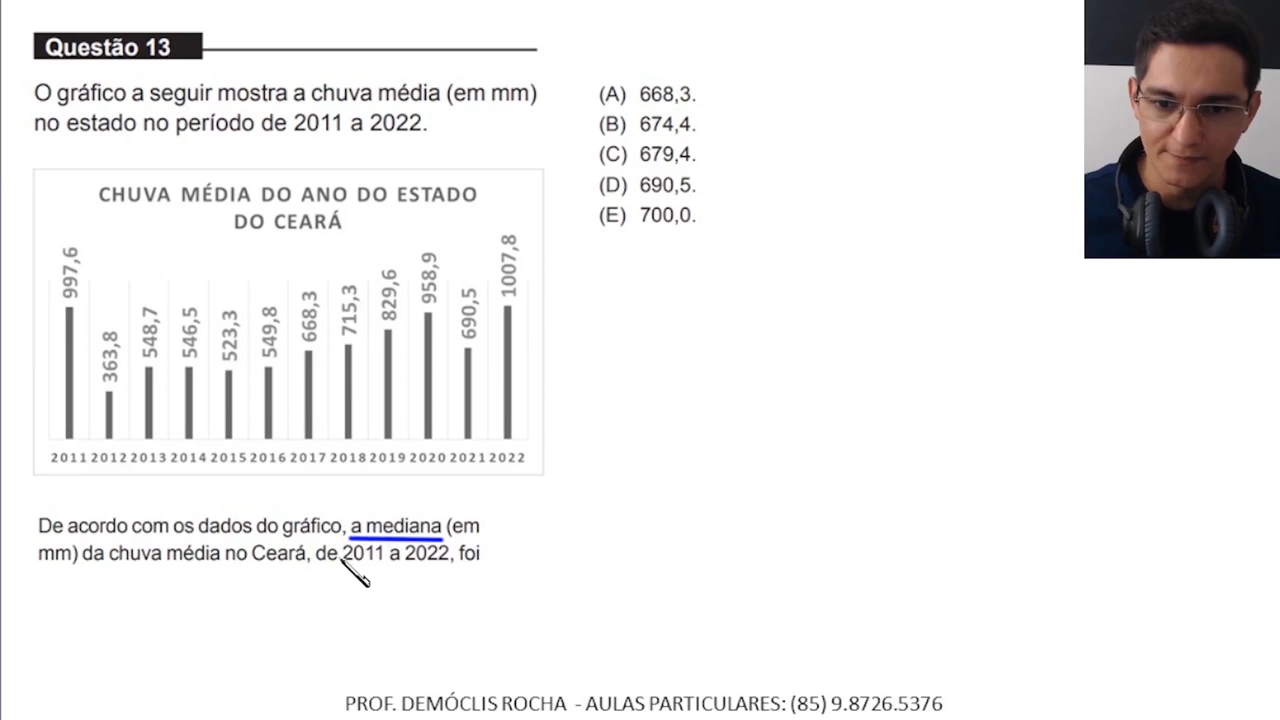 Questão 13
O gráfico a seguir mostra a chuva média (em mm)
no estado no período de 2011 a 2022.
CHUVA MÉDIA DO ANO DO ESTADO
DO CEARÁ
997,6
363,8
548,7
546,5
523,3
549,8
668,3
715,3
829,6
958,9
690,5
1007,8
2011 2012 2013 2014 2015 2016 2017 2018 2019 2020 2021 2022
De acordo com os dados do gráfico, a mediana (em
mm) da chuva média no Ceará, de 2011 a 2022, foi
(A) 668,3.
(B) 674,4.
(C) 679,4.
(D) 690,5.
(E) 700,0.
PROF. DEMÓCLIS ROCHA - AULAS PARTICULARES: (85) 9.8726.5376